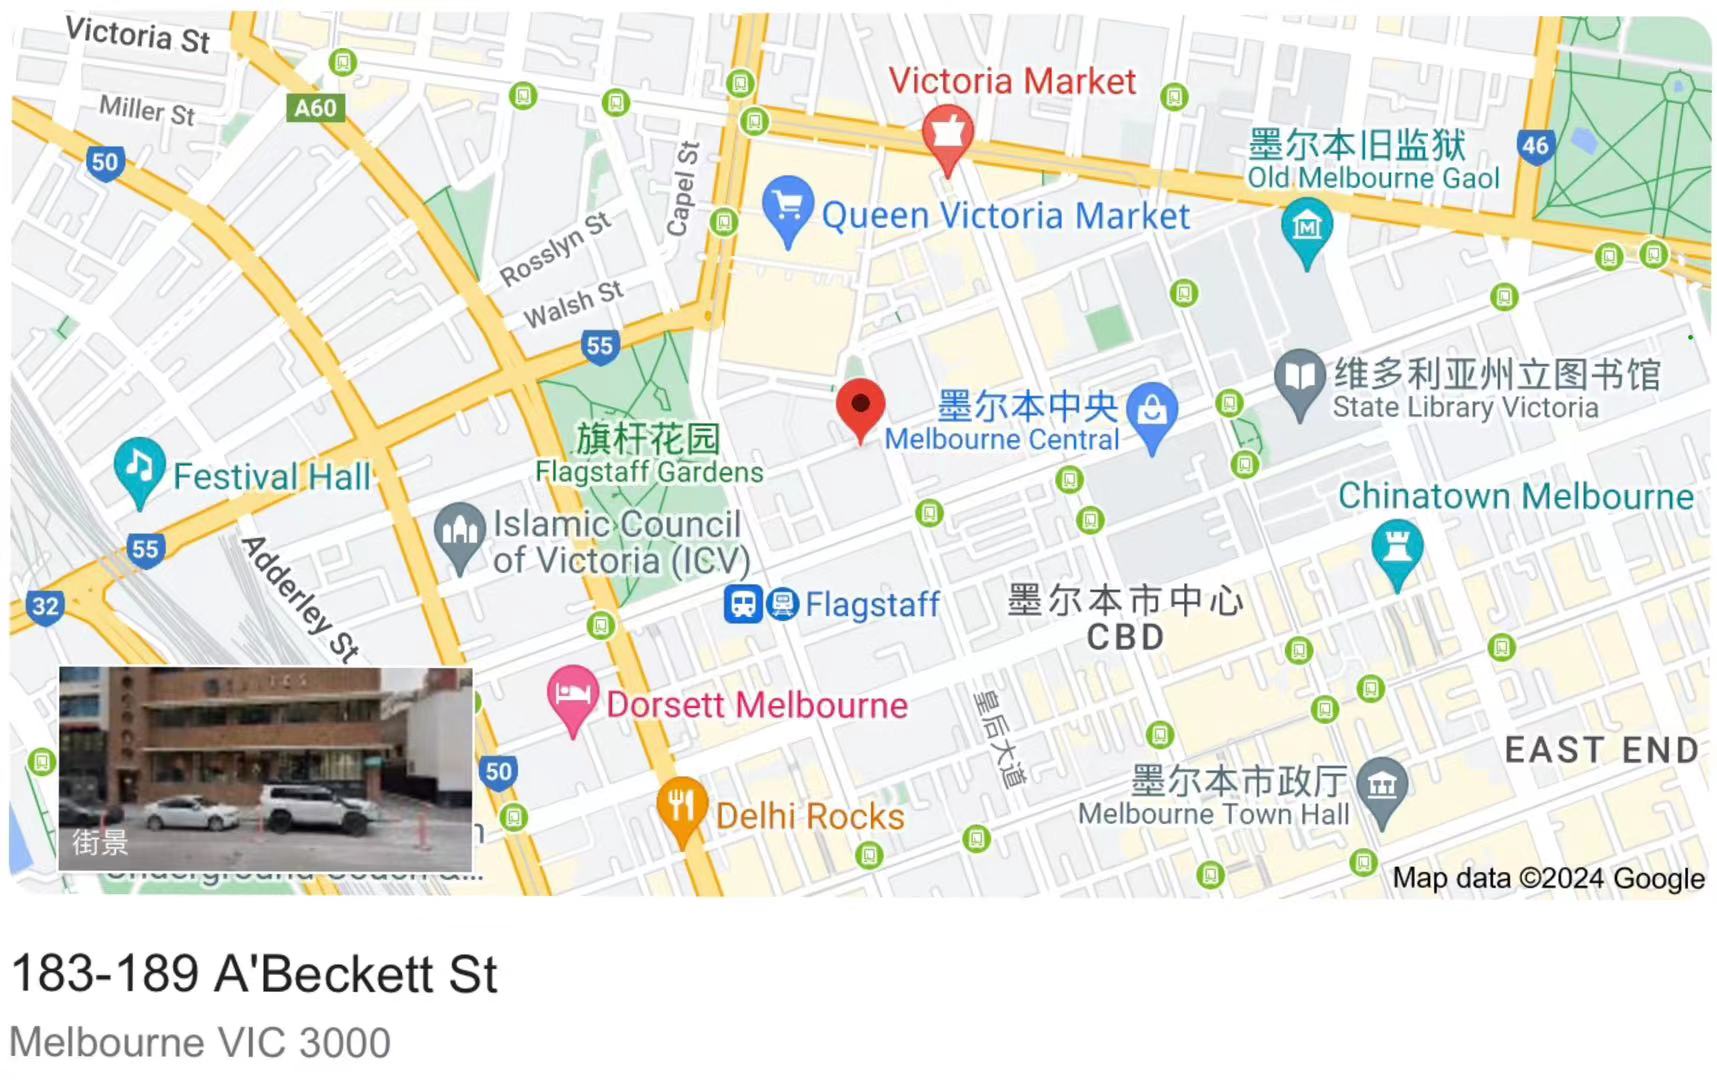 Victoria St
Miller St
A60
50
Capel St
Rosslyn St
Walsh St
55
Victoria Market
Queen Victoria Market
墨尔本旧监狱
Old Melbourne Gaol
46
维多利亚州立图书馆
State Library Victoria
墨尔本中央
Melbourne Central
旗杆花园
Flagstaff Gardens
Festival Hall
Islamic Council
of Victoria (ICV)
Chinatown Melbourne
55
32
Adderley St
Flagstaff
墨尔本市中心
CBD
Dorsett Melbourne
皇后大道
50
Delhi Rocks
墨尔本市政厅
Melbourne Town Hall
EAST END
街景
Map data ©2024 Google
183-189 A'Beckett St
Melbourne VIC 3000